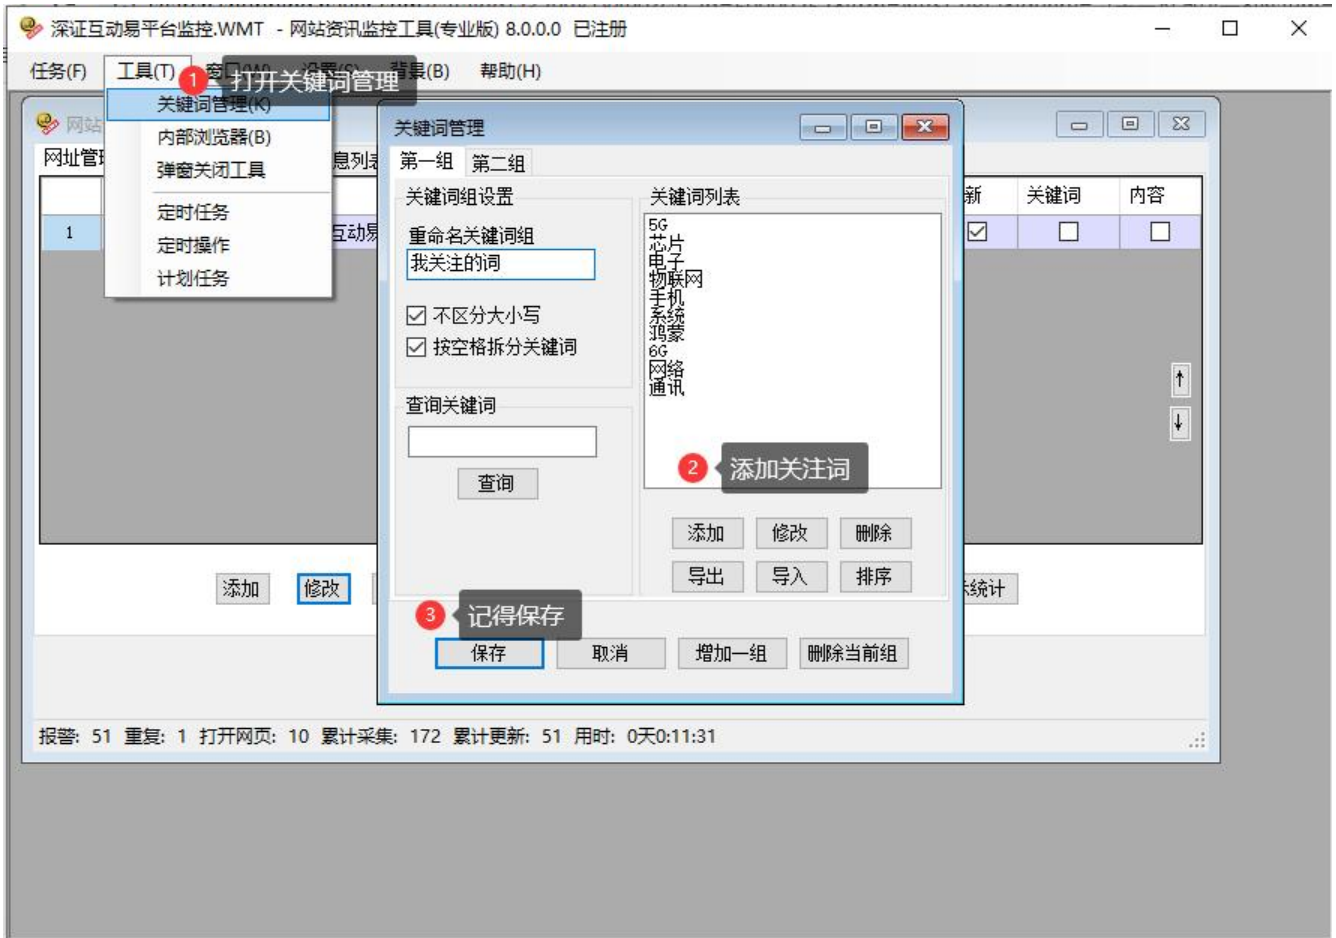 深证互动易平台监控.WMT - 网站资讯监控工具(专业版) 8.0.0.0 已注册
任务(F) 工具(T) 背景(B) 帮助(H)
1 打开关键词管理
关键词管理(K)
内部浏览器(B)
弹窗关闭工具
定时任务
定时操作
计划任务
网站
网址管
息列表
新 关键词 内容
1
互动易
关键词管理
第一组 第二组
关键词组设置
重命名关键词组
我关注的词
不区分大小写
按空格拆分关键词
查询关键词
查询
关键词列表
5G
芯片
电子
物联网
手机
系统
鸿蒙
6G
网络
通讯
2 添加关注词
添加 修改 删除
导出 导入 排序
3 记得保存
保存 取消 增加一组 删除当前组
添加 修改
统计
报警: 51 重复: 1 打开网页: 10 累计采集: 172 累计更新: 51 用时: 0天0:11:31